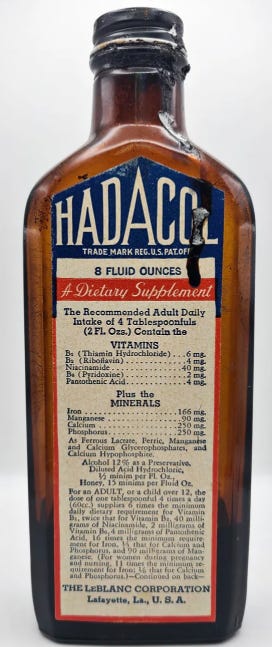 HADACOL
TRADE MARK REG. U.S. PAT. OFF.
8 FLUID OUNCES
A Dietary Supplement
The Recommended Adult Daily
Intake of 4 Tablespoonfuls
(2 Fl. Ozs.) Contain the
VITAMINS
B₁ (Thiamin Hydrochloride)...6 mg.
B₂ (Riboflavin)...4 mg.
Niacinamide...40 mg.
B₆ (Pyridoxine)...2 mg.
Pantothenic Acid...4 mg.
Plus the
MINERALS
Iron...166 mg.
Manganese...90 mg.
Calcium...250 mg.
Phosphorus...250 mg.
As Ferrous Lactate, Ferric, Manganese
and Calcium Glycerophosphates, and
Calcium Hypophosphite.
Alcohol 12% as a Preservative.
Diluted Acid Hydrochloric,
½ minim per Fl. Oz.,
Honey, 15 minims per Fluid Oz.
For an ADULT, or a child over 12, the
dose of one tablespoonful 4 times a day
(60cc.) supplies 6 times the minimum
daily dietary requirement for Vitamin
B₁, twice that for Vitamin B₂, 40 milli-
grams of Niacinamide, 2 milligrams of
Vitamin B₆, 4 milligrams of Pantothenic
Acid, 16 times the minimum require-
ment for Iron, ⅓ that for Calcium and
Phosphorus, and 90 milligrams of Man-
ganese. (For women during pregnancy
and nursing, 11 times the minimum re-
quirement for Iron; ⅙ that for Calcium
and Phosphorus.)—Continued on back—
THE LeBLANC CORPORATION
Lafayette, La., U. S. A.